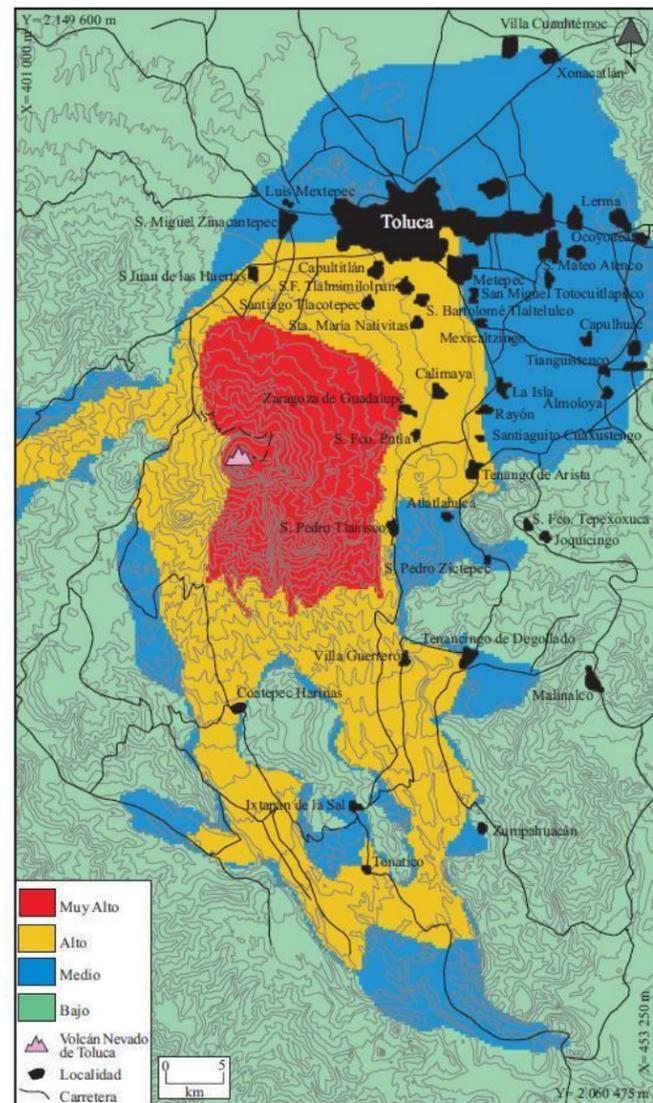 Y= 2 149 600 m
X= 401 000 m
Villa Cuauhtémoc
Xonacatlán
N
S. Luis Mextepec
Toluca
Lerma
S. Miguel Zinacantepec
Ocoyoacac
S Juan de las Huertas
Capultitlán
Metepec
S. Mateo Atenco
S.F. Tlalmimilolpan
San Miguel Totocuitlapilco
Santiago Tlacotepec
S. Bartolomé Tlaltelulco
Sta. María Nativitas
Mexicaltzingo
Capulhuac
Tianguistenco
Calimaya
La Isla
Almoloya
Zaragoza de Guadalupe
Rayón
S. Fco. Putla
Santiaguito Cuaxustengo
Tenango de Arista
Atlatlahuca
S. Pedro Tlanisco
S. Fco. Tepexoxuca
Joquicingo
S. Pedro Zictepec
Tenancingo de Degollado
Villa Guerrero
Malinalco
Coatepec Harinas
Ixtapan de la Sal
Zumpahuacán
Tonatico
Muy Alto
Alto
Medio
Bajo
Volcán Nevado
de Toluca
Localidad
Carretera
0 5
km
X= 453 250 m
Y= 2 060 475 m